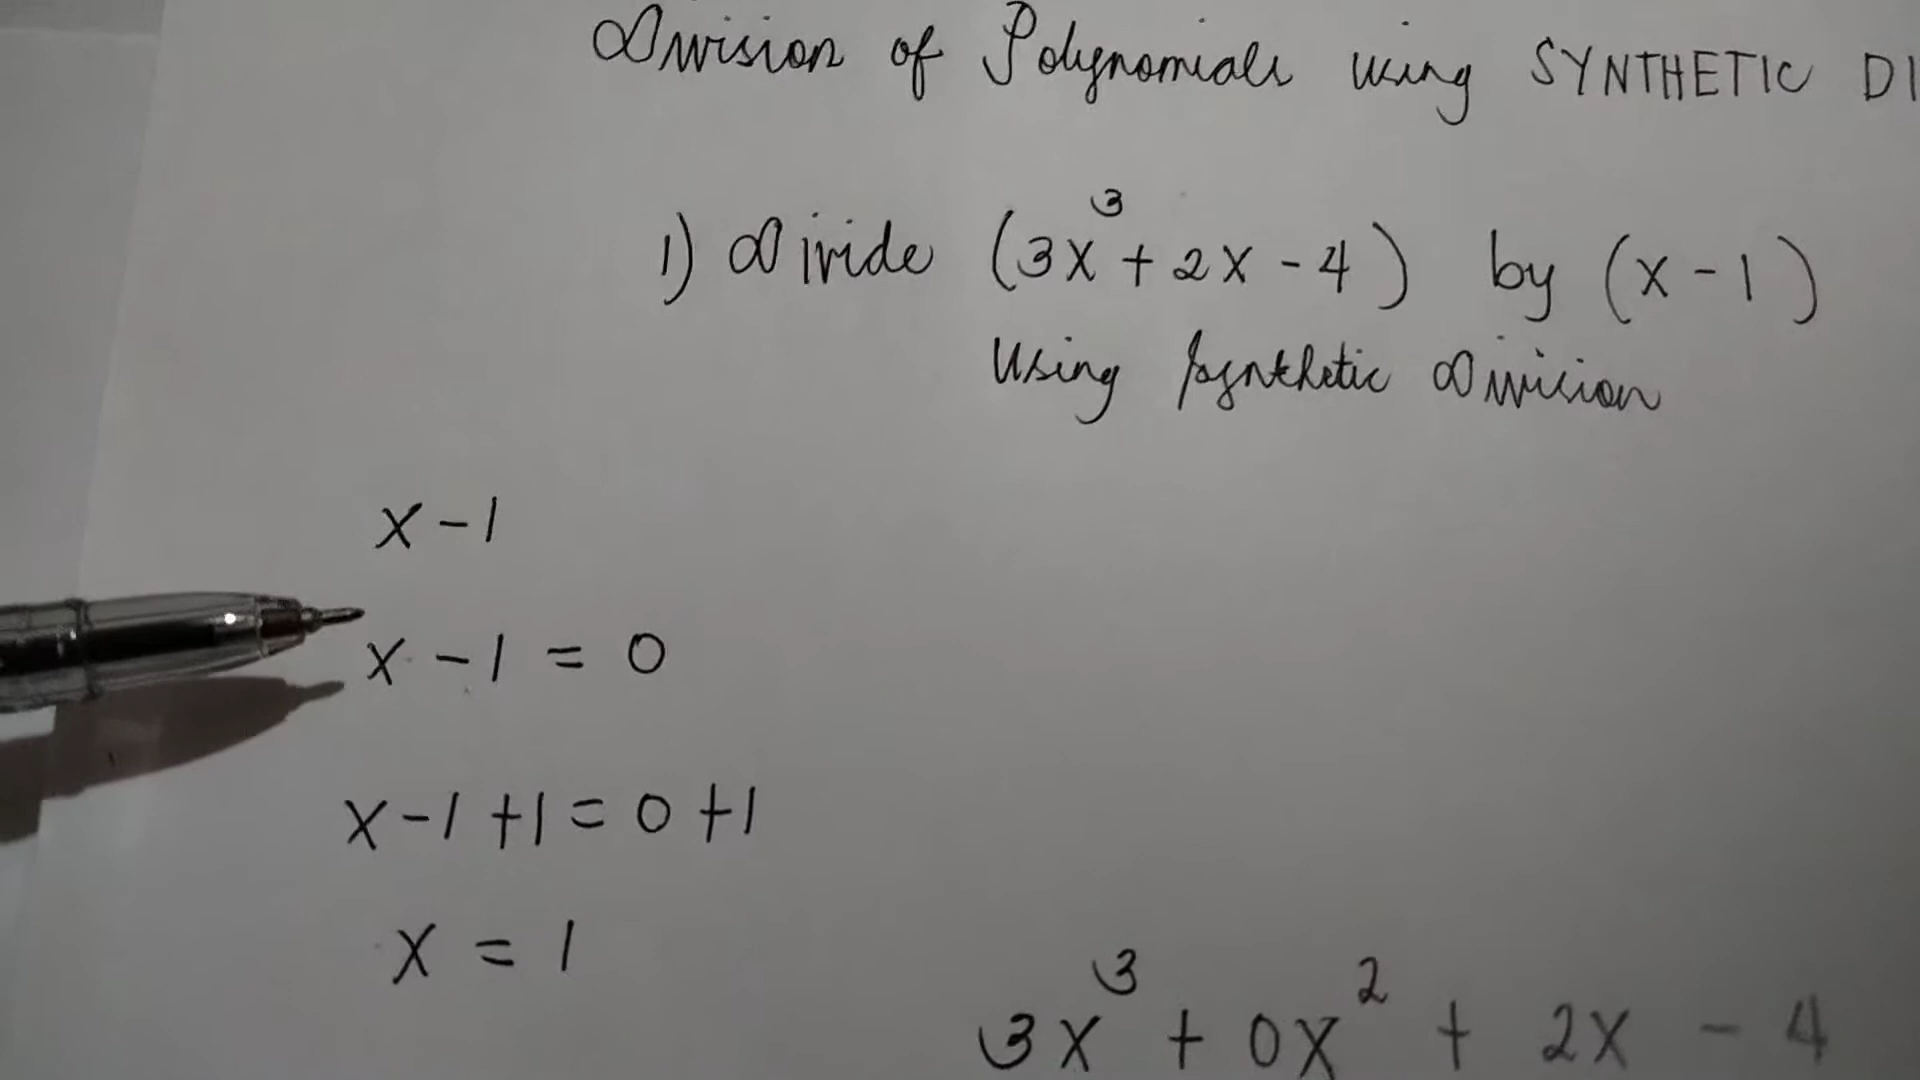 Division of Polynomials using SYNTHETIC DI
1) Divide (3x³ + 2x - 4) by (x - 1)
Using Synthetic Division
x - 1
x - 1 = 0
x - 1 + 1 = 0 + 1
x = 1
3x³ + 0x² + 2x - 4